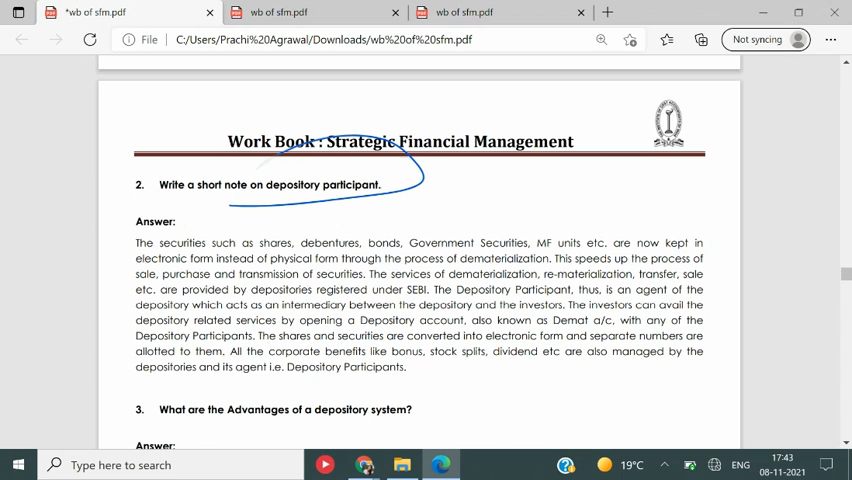 *wb of sfm.pdf
wb of sfm.pdf
wb of sfm.pdf
File C:/Users/Prachi%20Agrawal/Downloads/wb%20of%20sfm.pdf Not syncing
Work Book : Strategic Financial Management
2. Write a short note on depository participant.
Answer:
The securities such as shares, debentures, bonds, Government Securities, MF units etc. are now kept in
electronic form instead of physical form through the process of dematerialization. This speeds up the process of
sale, purchase and transmission of securities. The services of dematerialization, re-materialization, transfer, sale
etc. are provided by depositories registered under SEBI. The Depository Participant, thus, is an agent of the
depository which acts as an intermediary between the depository and the investors. The investors can avail the
depository related services by opening a Depository account, also known as Demat a/c, with any of the
Depository Participants. The shares and securities are converted into electronic form and separate numbers are
allotted to them. All the corporate benefits like bonus, stock splits, dividend etc are also managed by the
depositories and its agent i.e. Depository Participants.
3. What are the Advantages of a depository system?
Answer:
Type here to search
19°C
ENG
17:43
08-11-2021